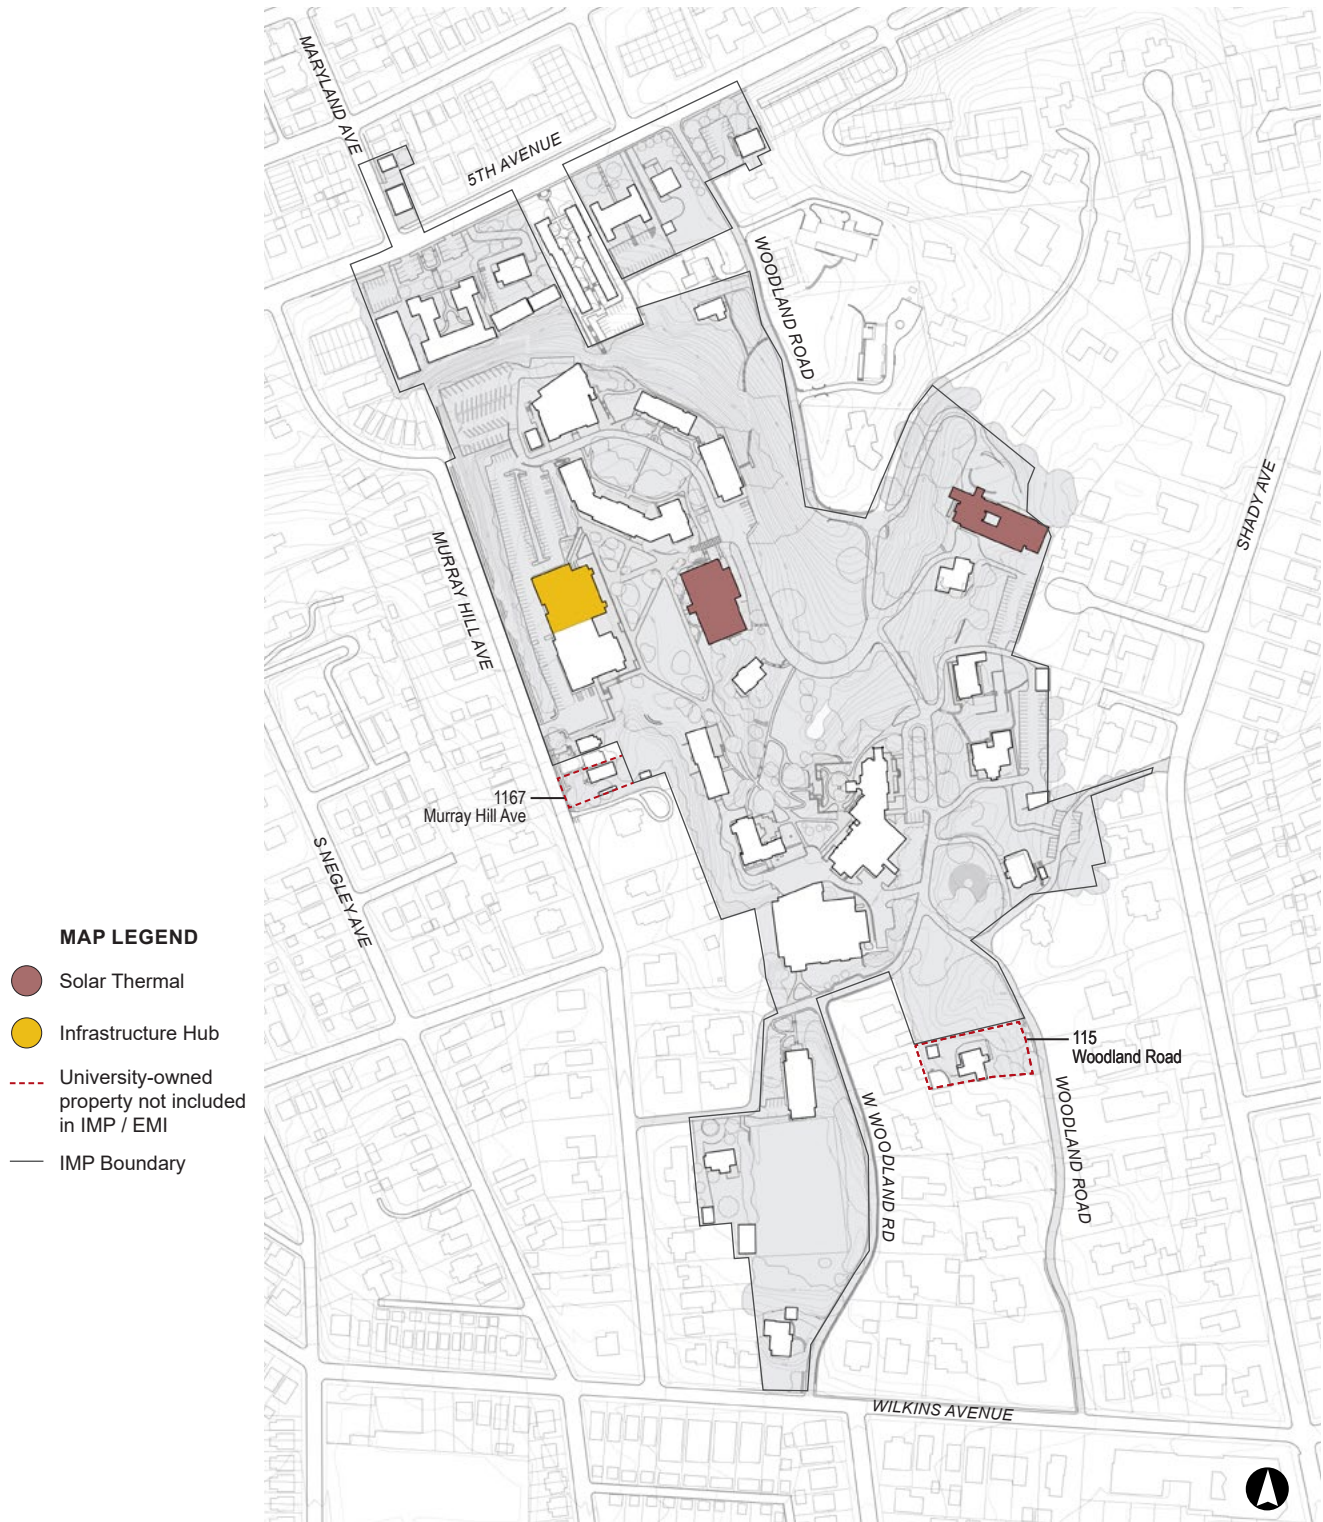 MARYLAND AVE
5TH AVENUE
WOODLAND ROAD
SHADY AVE
MURRAY HILL AVE
1167
Murray Hill Ave
S NEGLEY AVE
MAP LEGEND
Solar Thermal
Infrastructure Hub
University-owned
property not included
in IMP / EMI
IMP Boundary
115
Woodland Road
W WOODLAND RD
WOODLAND ROAD
WILKINS AVENUE